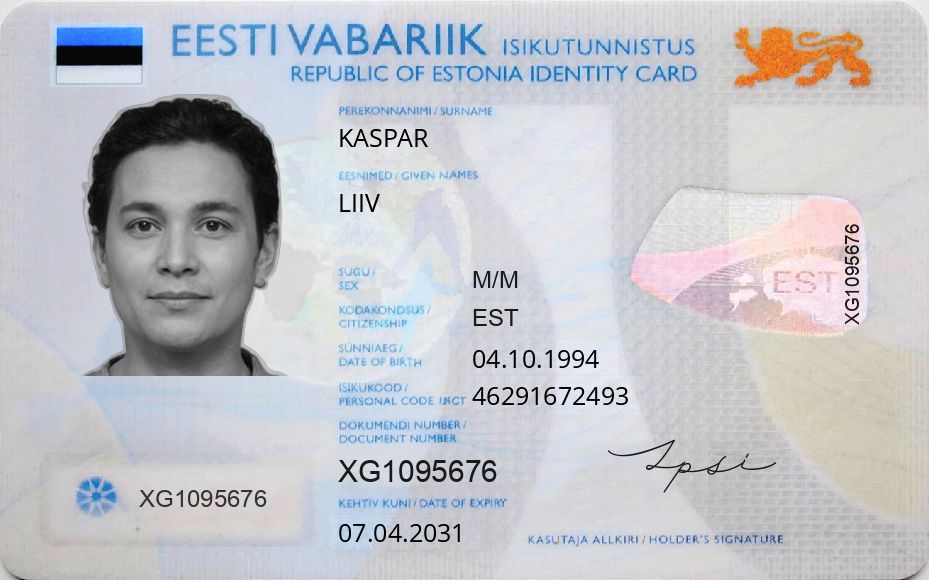 EESTI VABARIIK ISIKUTUNNISTUS
REPUBLIC OF ESTONIA IDENTITY CARD
PEREKONNANIMI / SURNAME
KASPAR
EESNIMED / GIVEN NAMES
LIIV
SUGU /
SEX
M/M
KODAKONDSUS /
CITIZENSHIP
EST
SÜNNIAEG /
DATE OF BIRTH
04.10.1994
ISIKUKOOD /
PERSONAL CODE
46291672493
DOKUMENDI NUMBER /
DOCUMENT NUMBER
XG1095676
KEHTIV KUNI / DATE OF EXPIRY
07.04.2031
XG1095676
EST
XG1095676
KASUTAJA ALLKIRI / HOLDER'S SIGNATURE